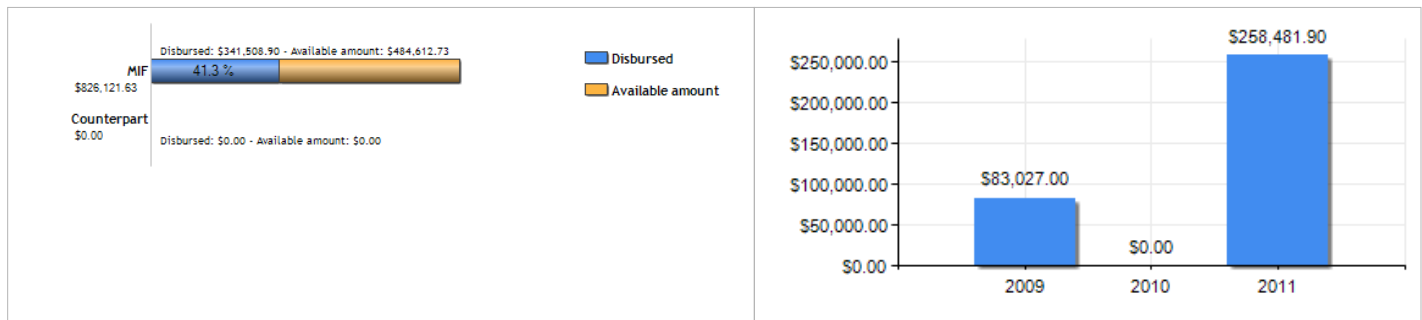 Disbursed: $341,508.90 - Available amount: $484,612.73
MIF
41.3 %
$826,121.63
Counterpart
$0.00
Disbursed: $0.00 - Available amount: $0.00
Disbursed
Available amount
$258,481.90
$250,000.00
$200,000.00
$150,000.00
$100,000.00
$83,027.00
$50,000.00
$0.00
$0.00
2009 2010 2011